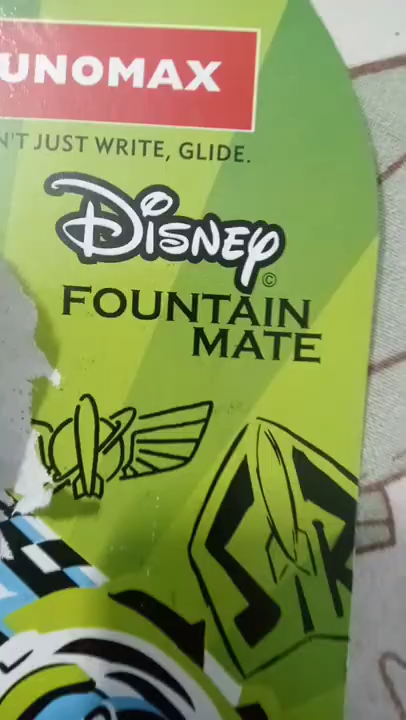 UNOMAX
N'T JUST WRITE, GLIDE.
Disney
©
FOUNTAIN
MATE